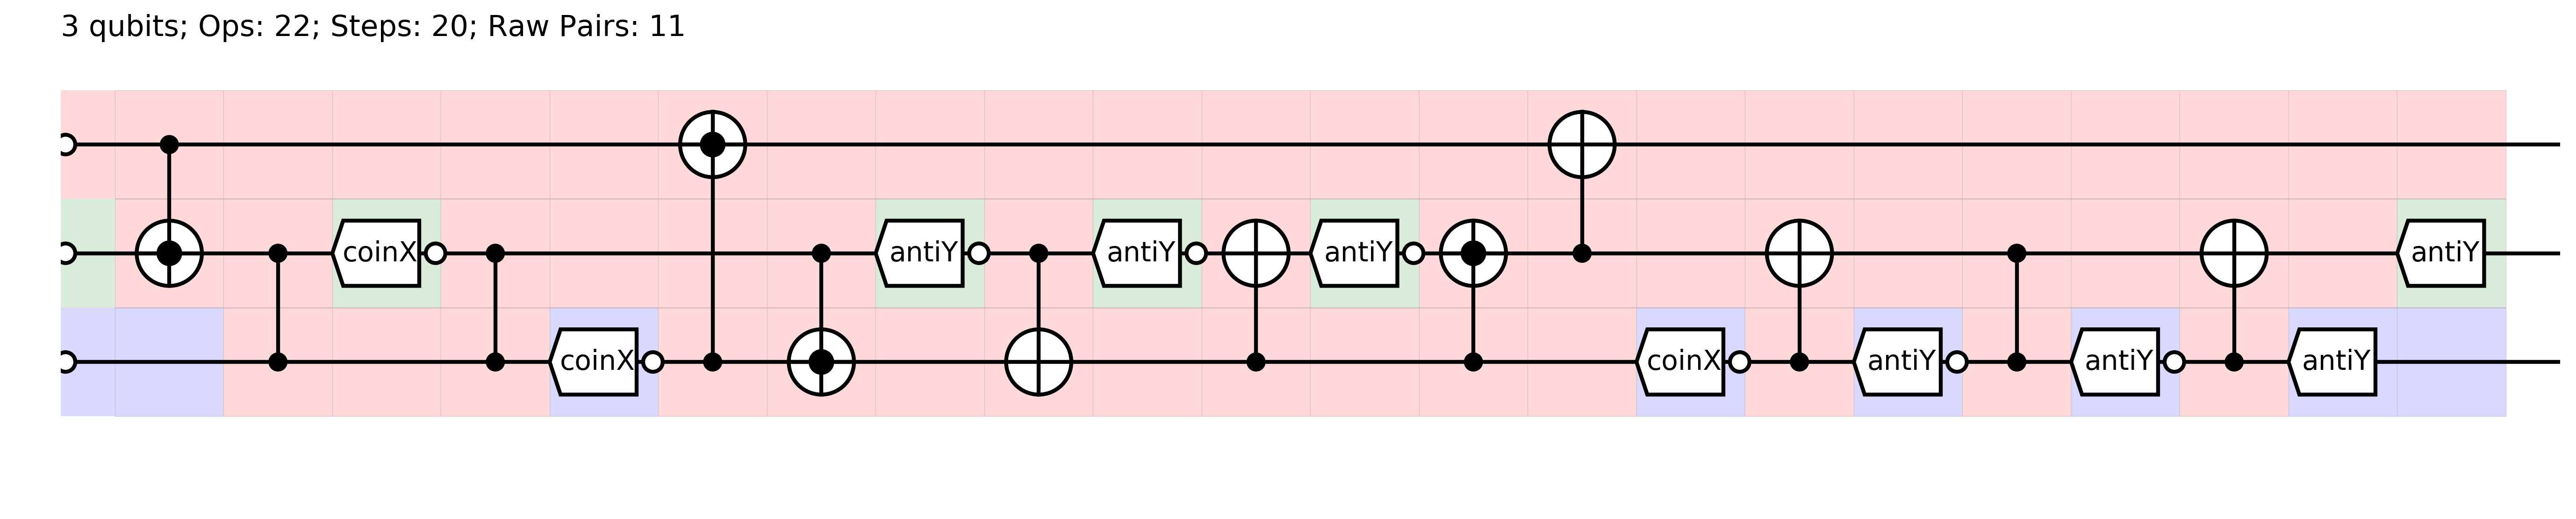 3 qubits; Ops: 22; Steps: 20; Raw Pairs: 11
coinX antiY antiY antiY antiY
coinX coinX antiY antiY antiY